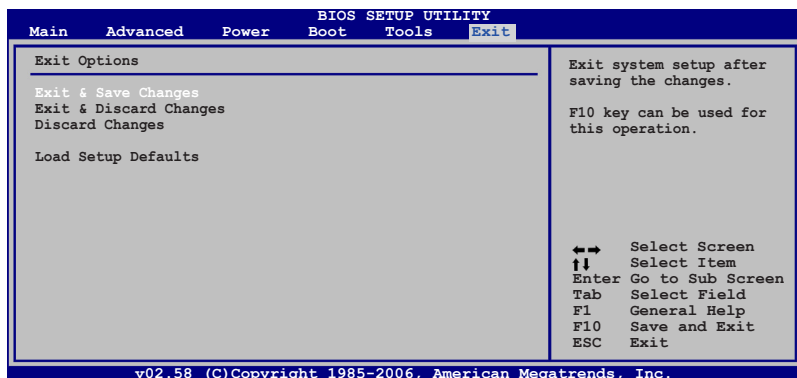 BIOS SETUP UTILITY
Main Advanced Power Boot Tools Exit
Exit Options
Exit & Save Changes
Exit & Discard Changes
Discard Changes
Load Setup Defaults
Exit system setup after
saving the changes.
F10 key can be used for
this operation.
←→ Select Screen
↑↓ Select Item
Enter Go to Sub Screen
Tab Select Field
F1 General Help
F10 Save and Exit
ESC Exit
v02.58 (C)Copyright 1985-2006, American Megatrends, Inc.